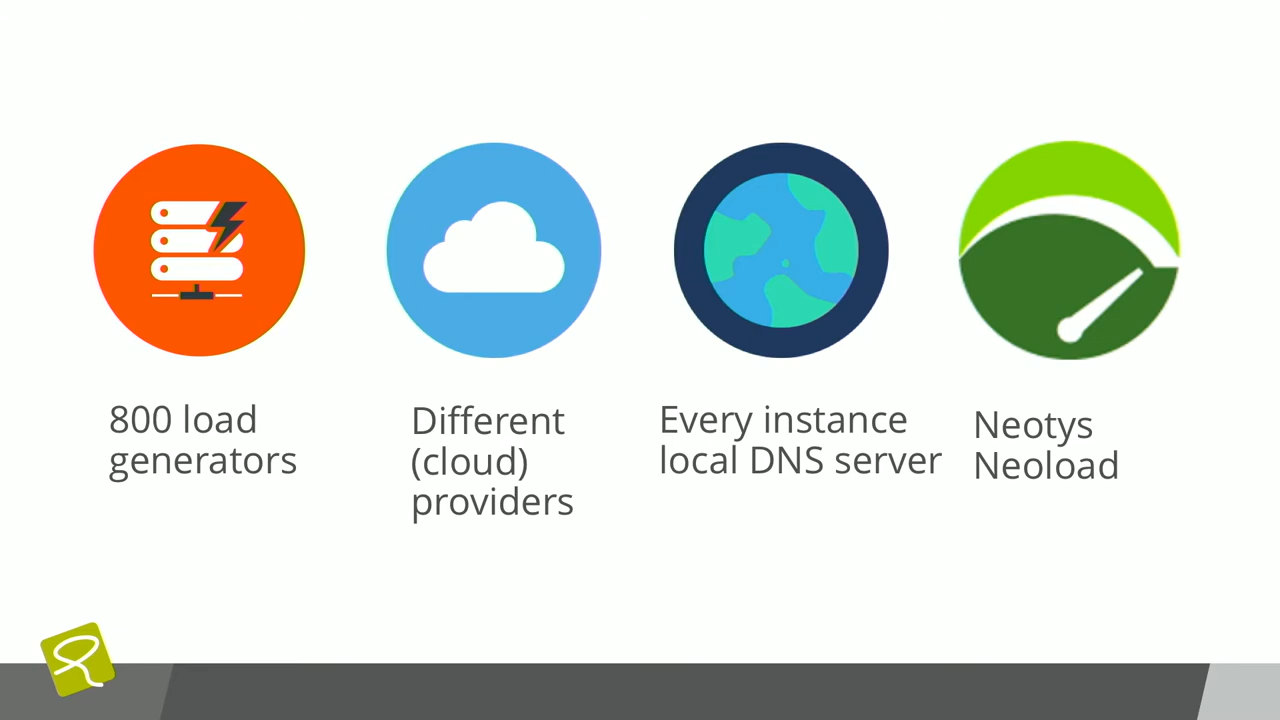 800 load
generators
Different
(cloud)
providers
Every instance
local DNS server
Neotys
Neoload